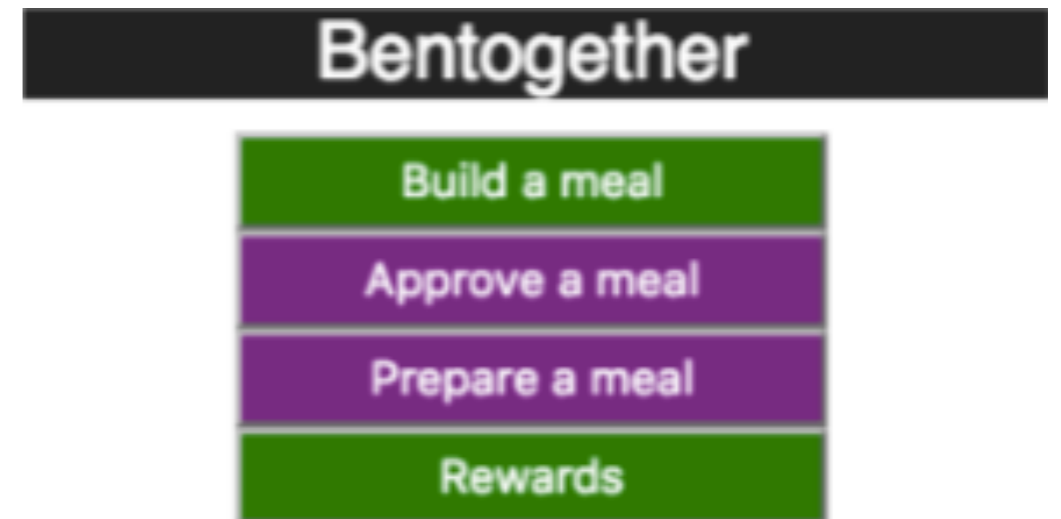 Bentogether
Build a meal
Approve a meal
Prepare a meal
Rewards